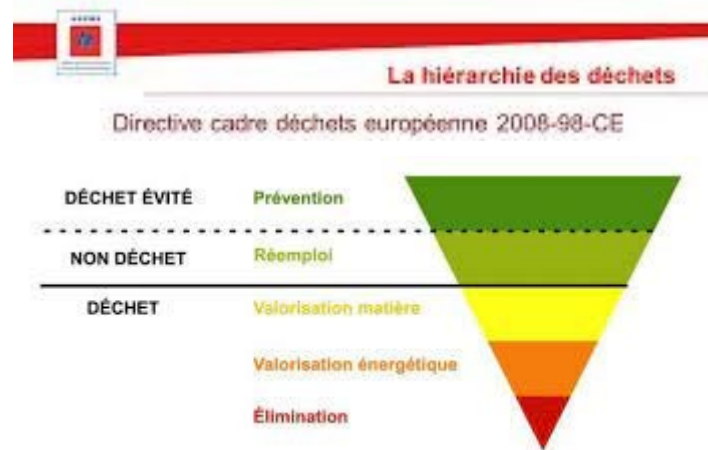 La hiérarchie des déchets
Directive cadre déchets européenne 2008-98-CE
DÉCHET ÉVITÉ Prévention
NON DÉCHET Réemploi
DÉCHET Valorisation matière
Valorisation énergétique
Élimination